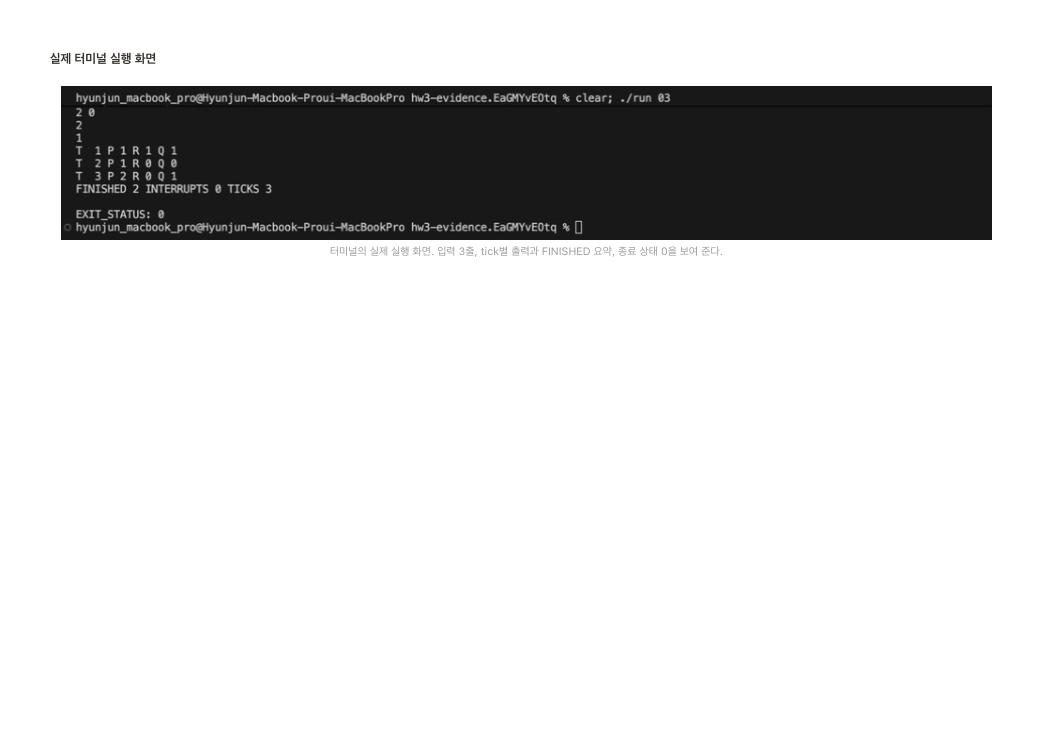 실제 터미널 실행 화면
hyunjun_macbook_pro@Hyunjun-Macbook-Proui-MacBookPro hw3-evidence.EaGMYvEOtq % clear; ./run 03
2 0
2
1
T  1 P 1 R 1 Q 1
T  2 P 1 R 0 Q 0
T  3 P 2 R 0 Q 1
FINISHED 2 INTERRUPTS 0 TICKS 3
EXIT_STATUS: 0
hyunjun_macbook_pro@Hyunjun-Macbook-Proui-MacBookPro hw3-evidence.EaGMYvEOtq %
터미널의 실제 실행 화면. 입력 3줄, tick별 출력과 FINISHED 요약, 종료 상태 0을 보여 준다.